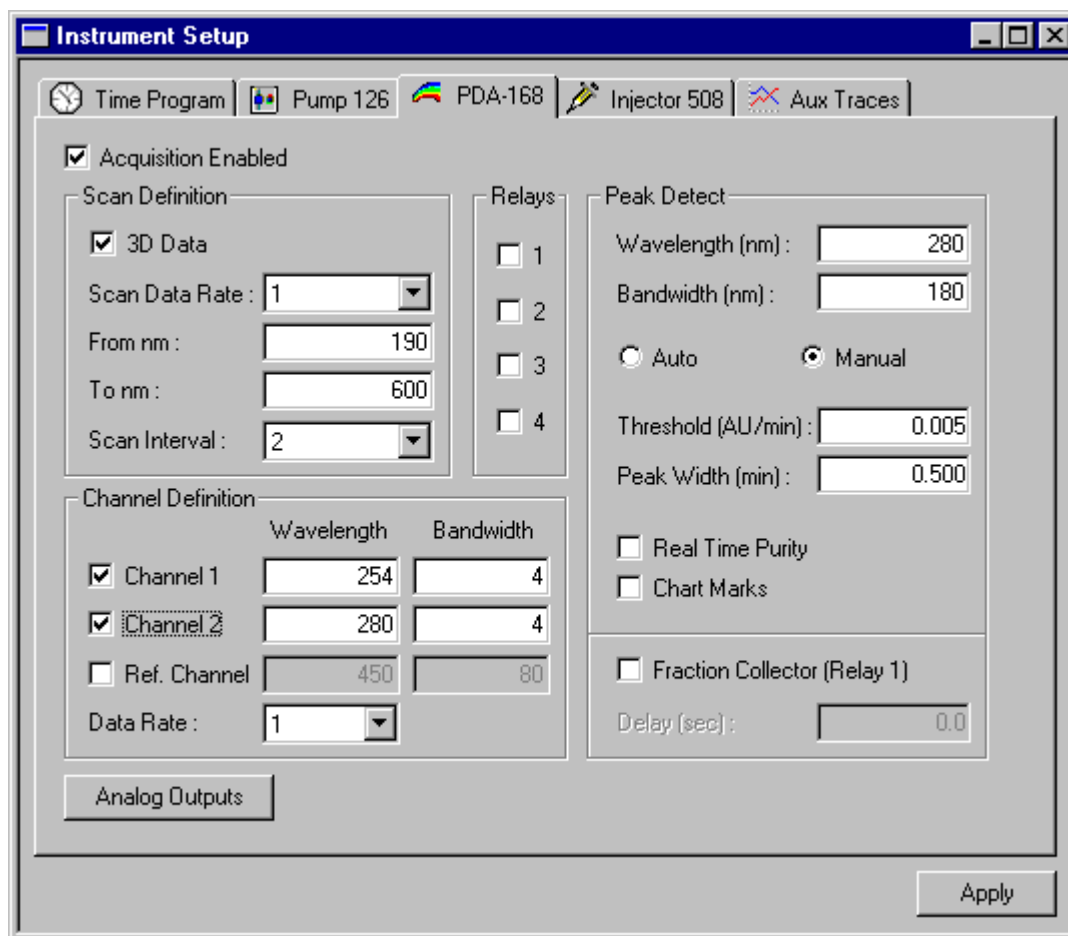 Instrument Setup
Time Program Pump 126 PDA-168 Injector 508 Aux Traces
Acquisition Enabled
Scan Definition
3D Data
Scan Data Rate : 1
From nm : 190
To nm : 600
Scan Interval : 2
Relays
1
2
3
4
Peak Detect
Wavelength (nm) : 280
Bandwidth (nm) : 180
Auto Manual
Threshold (AU/min) : 0.005
Peak Width (min) : 0.500
Real Time Purity
Chart Marks
Fraction Collector (Relay 1)
Delay (sec) : 0.0
Channel Definition
Wavelength Bandwidth
Channel 1 254 4
Channel 2 280 4
Ref. Channel 450 80
Data Rate : 1
Analog Outputs
Apply